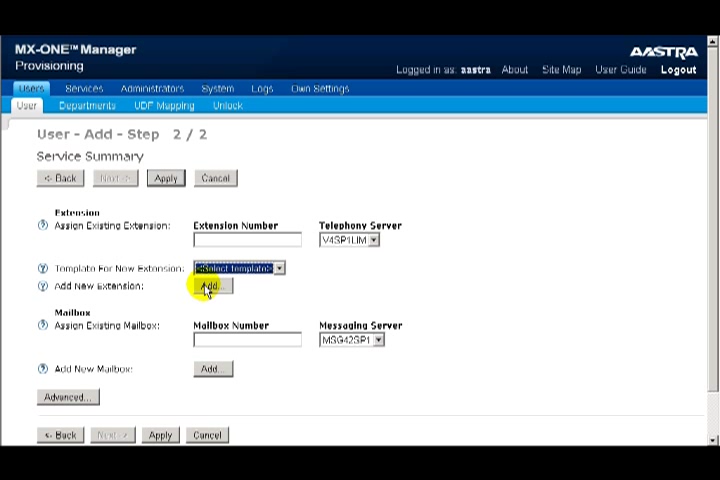 MX-ONE™ Manager
Provisioning
AASTRA
Logged in as: aastra About Site Map User Guide Logout
Users Services Administrators System Logs Own Settings
User Departments UDF Mapping Unlock
User - Add - Step 2 / 2
Service Summary
<- Back Next -> Apply Cancel
Extension
Assign Existing Extension: Extension Number Telephony Server
V4SP1LIM
Template For New Extension: <Select template>
Add New Extension: Add...
Mailbox
Assign Existing Mailbox: Mailbox Number Messaging Server
MSG42SP1
Add New Mailbox: Add...
Advanced...
<- Back Next -> Apply Cancel